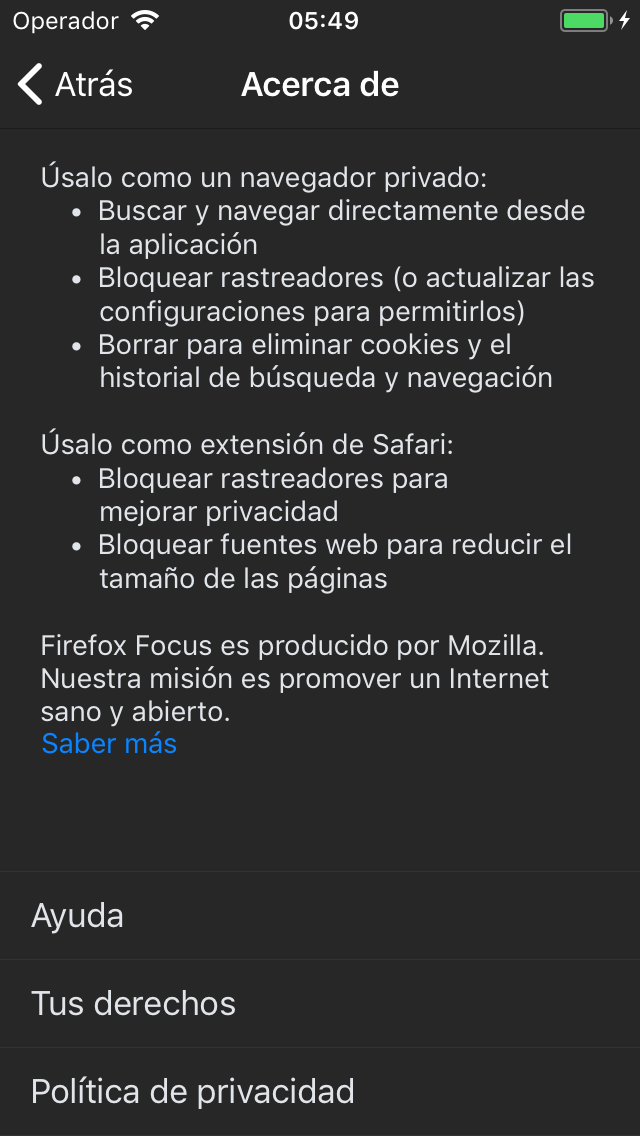 Operador 05:49
Atrás Acerca de
Úsalo como un navegador privado:
• Buscar y navegar directamente desde
la aplicación
• Bloquear rastreadores (o actualizar las
configuraciones para permitirlos)
• Borrar para eliminar cookies y el
historial de búsqueda y navegación
Úsalo como extensión de Safari:
• Bloquear rastreadores para
mejorar privacidad
• Bloquear fuentes web para reducir el
tamaño de las páginas
Firefox Focus es producido por Mozilla.
Nuestra misión es promover un Internet
sano y abierto.
Saber más
Ayuda
Tus derechos
Política de privacidad